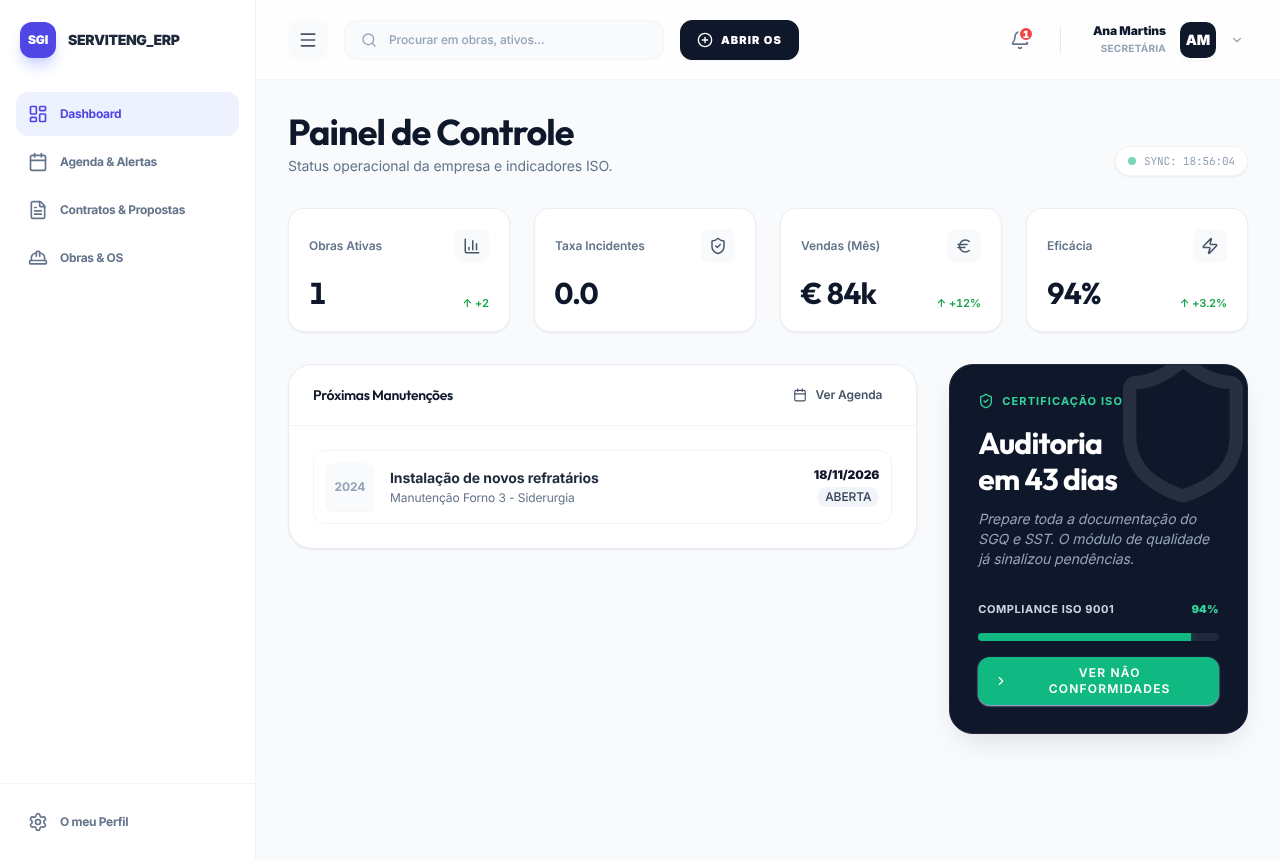 SGI
SERVITENG_ERP
Procurar em obras, ativos...
ABRIR OS
1
Ana Martins
SECRETÁRIA
AM
Dashboard
Agenda & Alertas
Contratos & Propostas
Obras & OS
O meu Perfil
Painel de Controle
Status operacional da empresa e indicadores ISO.
SYNC: 18:56:04
Obras Ativas
1
+2
Taxa Incidentes
0.0
Vendas (Mês)
€
€ 84k
+12%
Eficácia
94%
+3.2%
Próximas Manutenções
Ver Agenda
2024
Instalação de novos refratários
Manutenção Forno 3 - Siderurgia
18/11/2026
ABERTA
CERTIFICAÇÃO ISO
Auditoria
em 43 dias
Prepare toda a documentação do
SGQ e SST. O módulo de qualidade
já sinalizou pendências.
COMPLIANCE ISO 9001
94%
VER NÃO
CONFORMIDADES